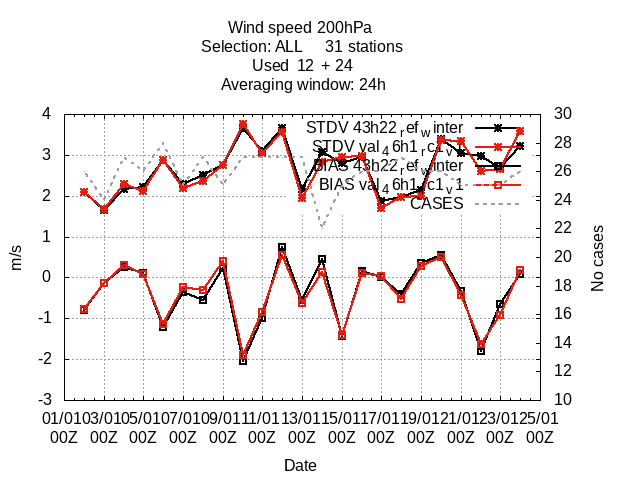 Wind speed 200hPa
Selection: ALL 31 stations
Used 12 + 24
Averaging window: 24h
STDV 43h22_ref_winter
STDV val_46h1_rc1_v1
BIAS 43h22_ref_winter
BIAS val_46h1_rc1_v1
CASES
4
3
2
1
0
-1
-2
-3
m/s
30
28
26
24
22
20
18
16
14
12
10
No cases
01/01 03/01 05/01 07/01 09/01 11/01 13/01 15/01 17/01 19/01 21/01 23/01 25/01
00Z 00Z 00Z 00Z 00Z 00Z 00Z 00Z 00Z 00Z 00Z 00Z 00Z
Date